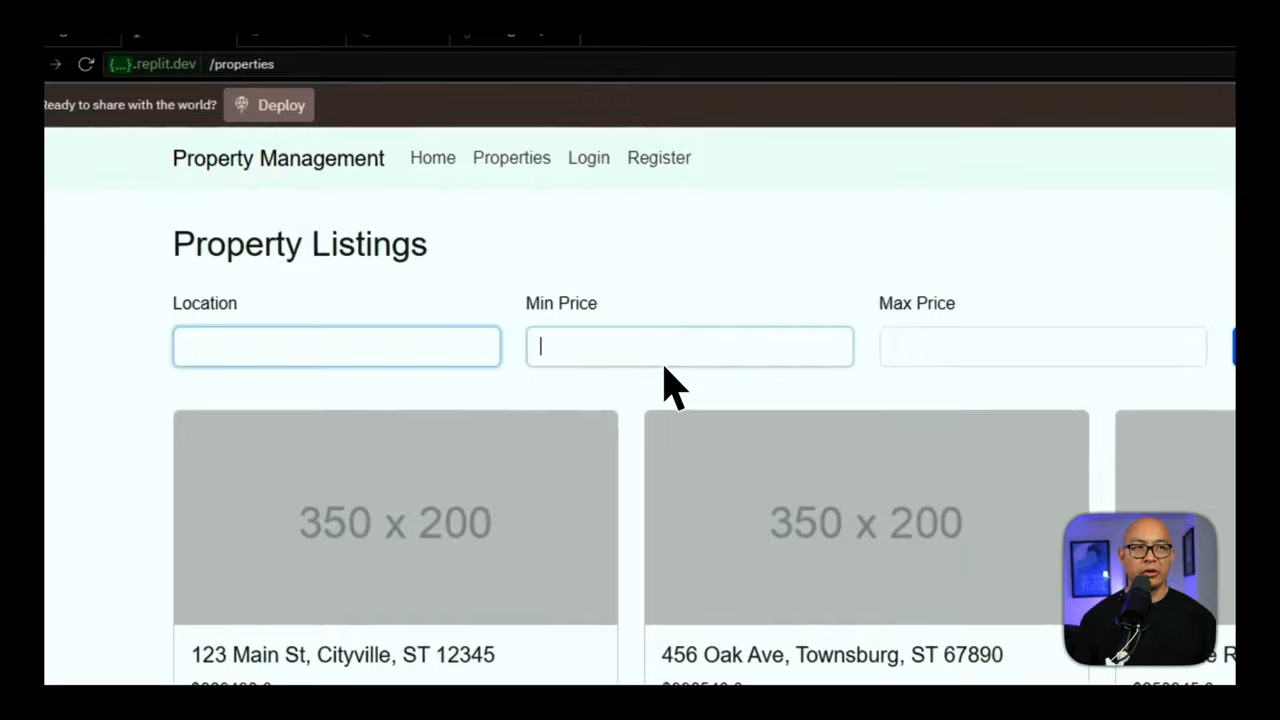 {...}.replit.dev /properties
Ready to share with the world? Deploy
Property Management Home Properties Login Register
Property Listings
Location Min Price Max Price
350 x 200 350 x 200
123 Main St, Cityville, ST 12345 456 Oak Ave, Townsburg, ST 67890